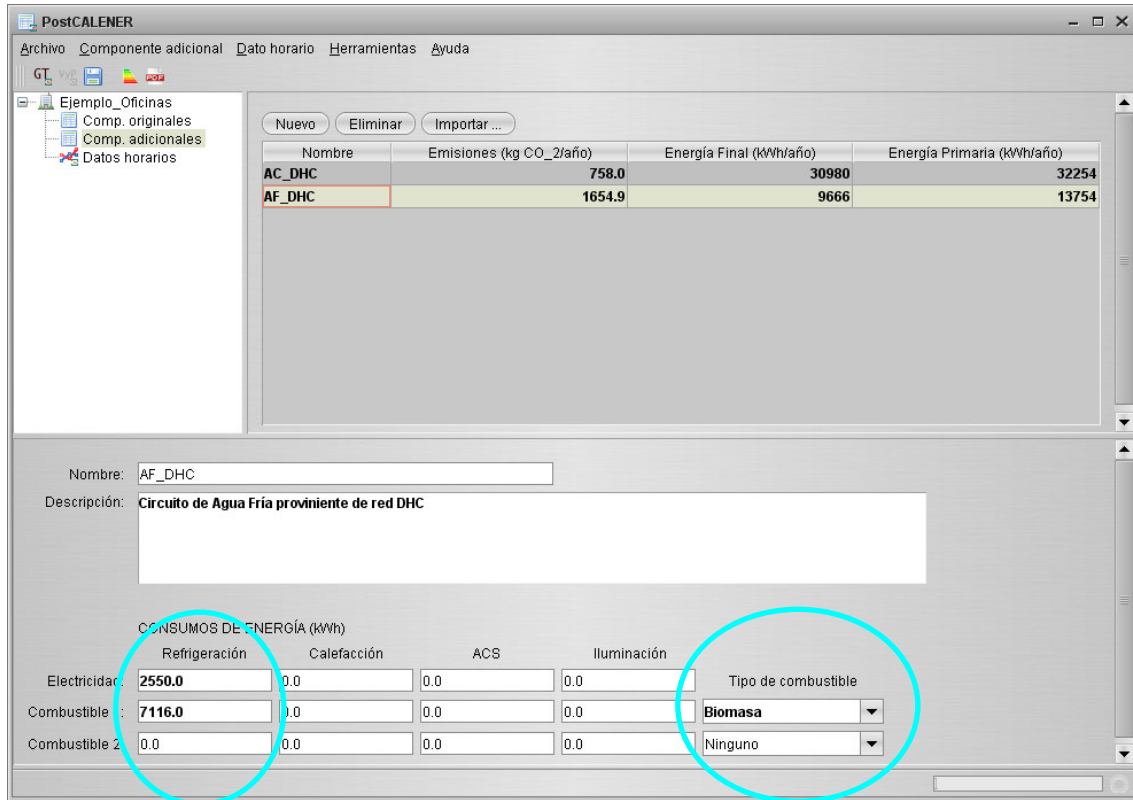 PostCALENER
Archivo Componente adicional Dato horario Herramientas Ayuda
GT VYP PDF
Ejemplo_Oficinas
Comp. originales
Comp. adicionales
Datos horarios
Nuevo Eliminar Importar ...
Nombre Emisiones (kg CO_2/año) Energía Final (kWh/año) Energía Primaria (kWh/año)
AC_DHC 758.0 30980 32254
AF_DHC 1654.9 9666 13754
Nombre: AF_DHC
Descripción: Circuito de Agua Fría proviniente de red DHC
CONSUMOS DE ENERGÍA (kWh)
Refrigeración Calefacción ACS Iluminación
Electricidad: 2550.0 0.0 0.0 0.0 Tipo de combustible
Combustible : 7116.0 0.0 0.0 0.0 Biomasa
Combustible 2 0.0 0.0 0.0 0.0 Ninguno